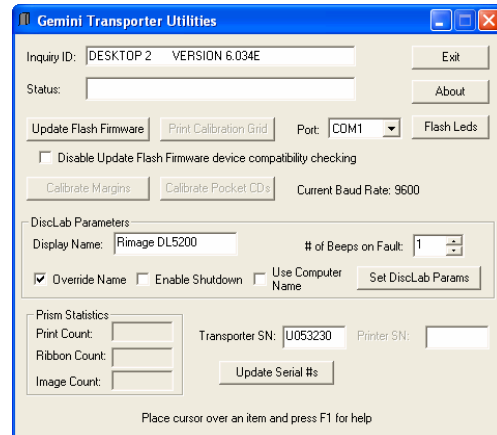 Gemini Transporter Utilities
Inquiry ID: DESKTOP 2 VERSION 6.034E Exit
Status: About
Update Flash Firmware Print Calibration Grid Port: COM1 Flash Leds
Disable Update Flash Firmware device compatibility checking
Calibrate Margins Calibrate Pocket CDs Current Baud Rate: 9600
DiscLab Parameters
Display Name: Rimage DL5200 # of Beeps on Fault: 1
Override Name Enable Shutdown Use Computer Name Set DiscLab Params
Prism Statistics
Print Count: Transporter SN: U053230 Printer SN:
Ribbon Count:
Image Count: Update Serial #s
Place cursor over an item and press F1 for help